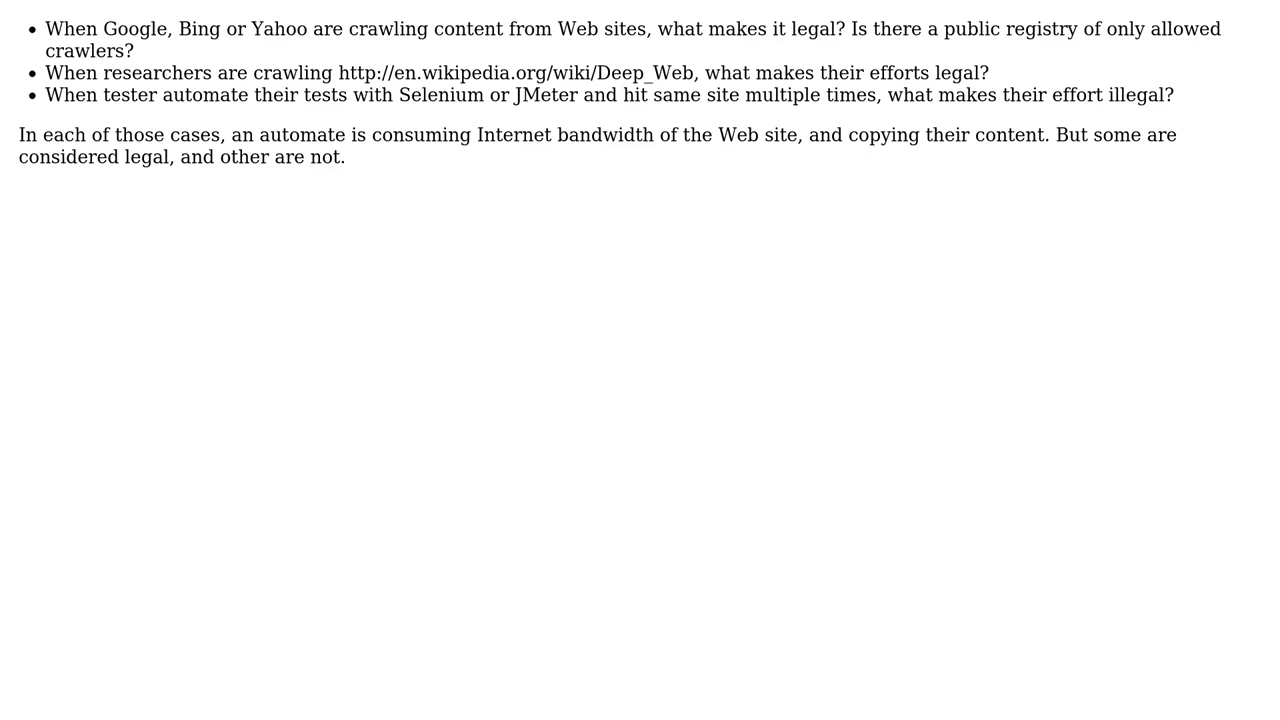 • When Google, Bing or Yahoo are crawling content from Web sites, what makes it legal? Is there a public registry of only allowed
crawlers?
• When researchers are crawling http://en.wikipedia.org/wiki/Deep_Web, what makes their efforts legal?
• When tester automate their tests with Selenium or JMeter and hit same site multiple times, what makes their effort illegal?
In each of those cases, an automate is consuming Internet bandwidth of the Web site, and copying their content. But some are
considered legal, and other are not.